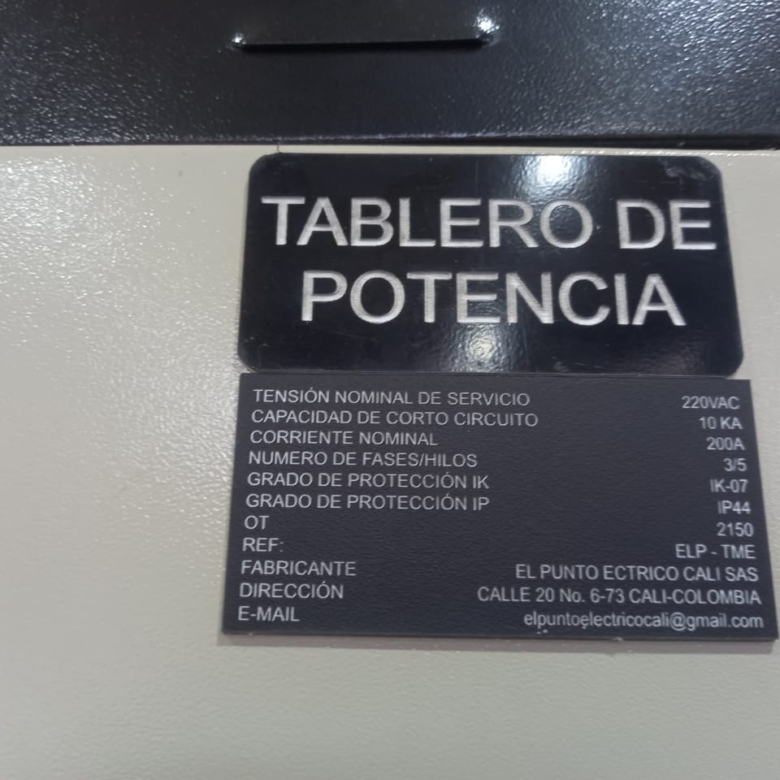 TABLERO DE
POTENCIA
TENSIÓN NOMINAL DE SERVICIO 220VAC
CAPACIDAD DE CORTO CIRCUITO 10 KA
CORRIENTE NOMINAL 200A
NUMERO DE FASES/HILOS 3/5
GRADO DE PROTECCIÓN IK IK-07
GRADO DE PROTECCIÓN IP IP44
OT 2150
REF: ELP - TME
FABRICANTE EL PUNTO ECTRICO CALI SAS
DIRECCIÓN CALLE 20 No. 6-73 CALI-COLOMBIA
E-MAIL elpuntoelectricocali@gmail.com